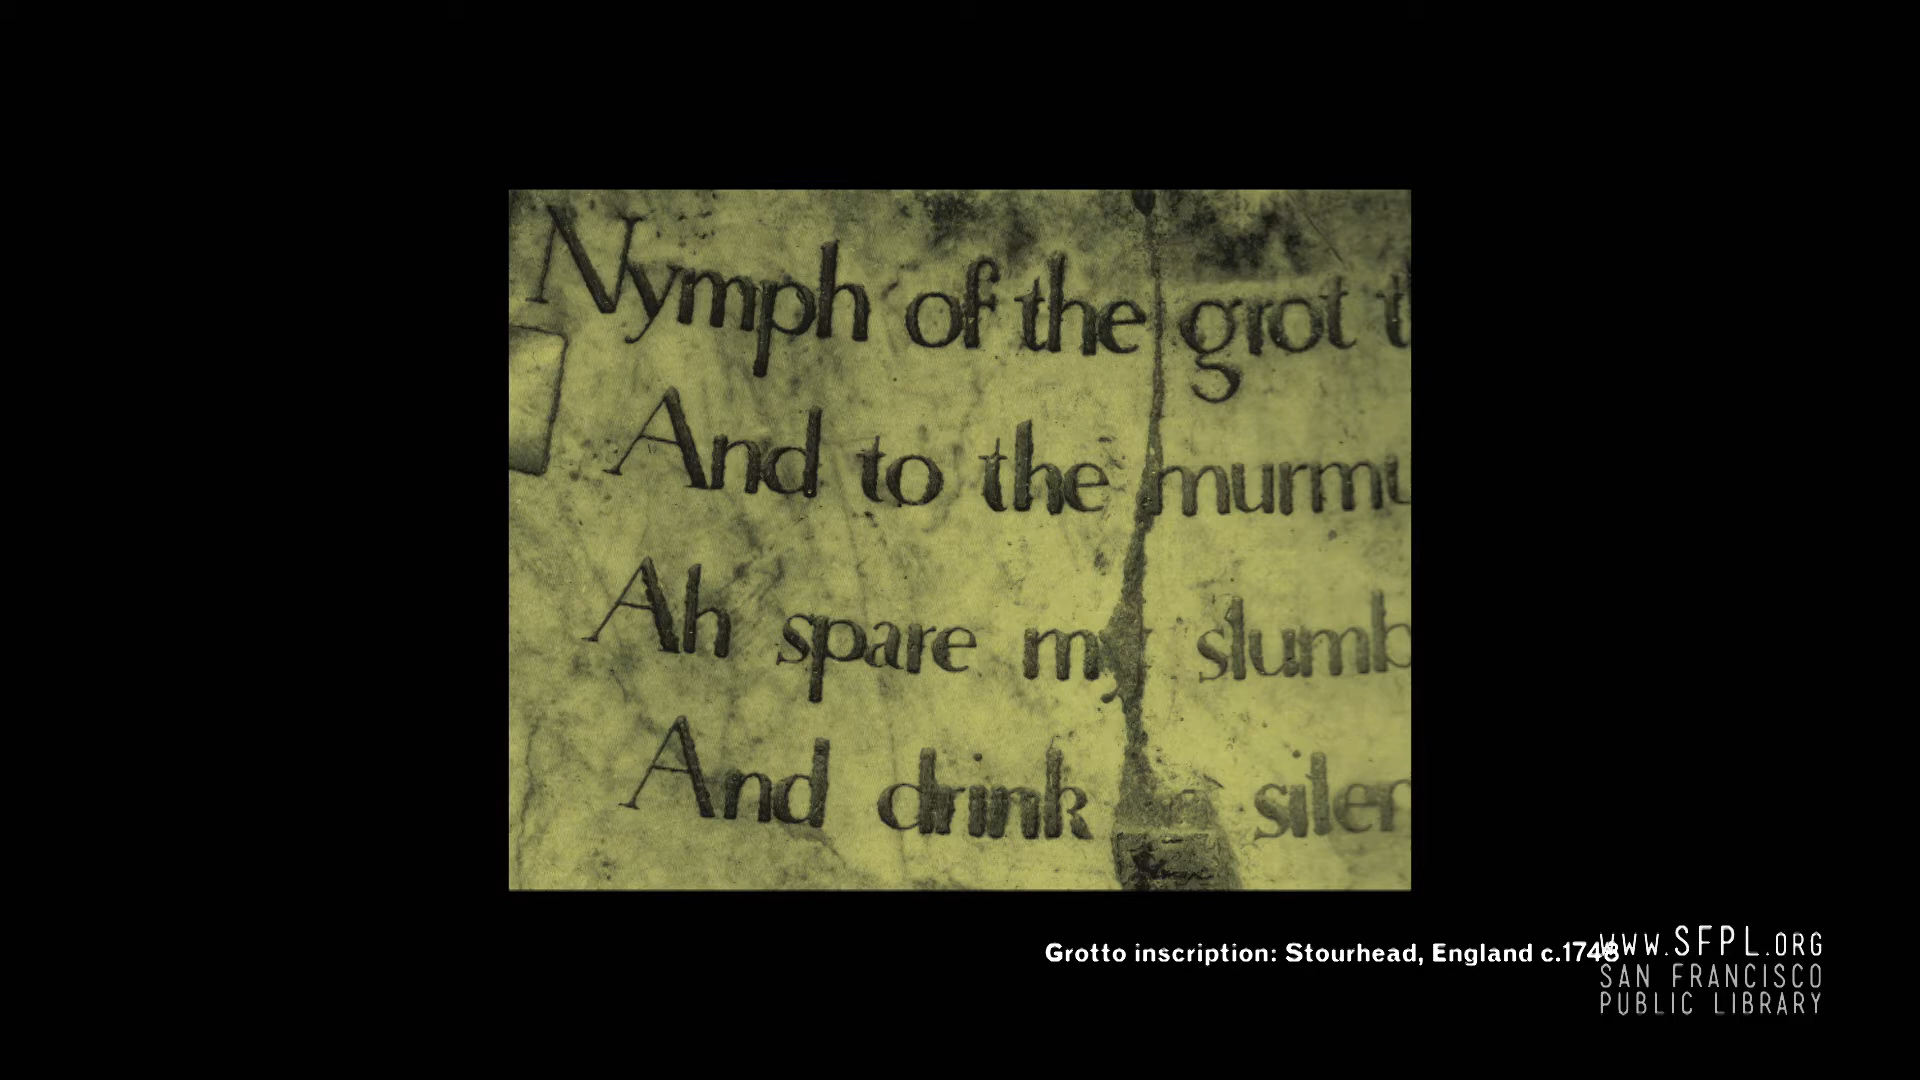 Nymph of the grot t
And to the murmu
Ah spare my slumb
And drink in silen
Grotto inscription: Stourhead, England c.1748
WWW.SFPL.ORG
SAN FRANCISCO
PUBLIC LIBRARY